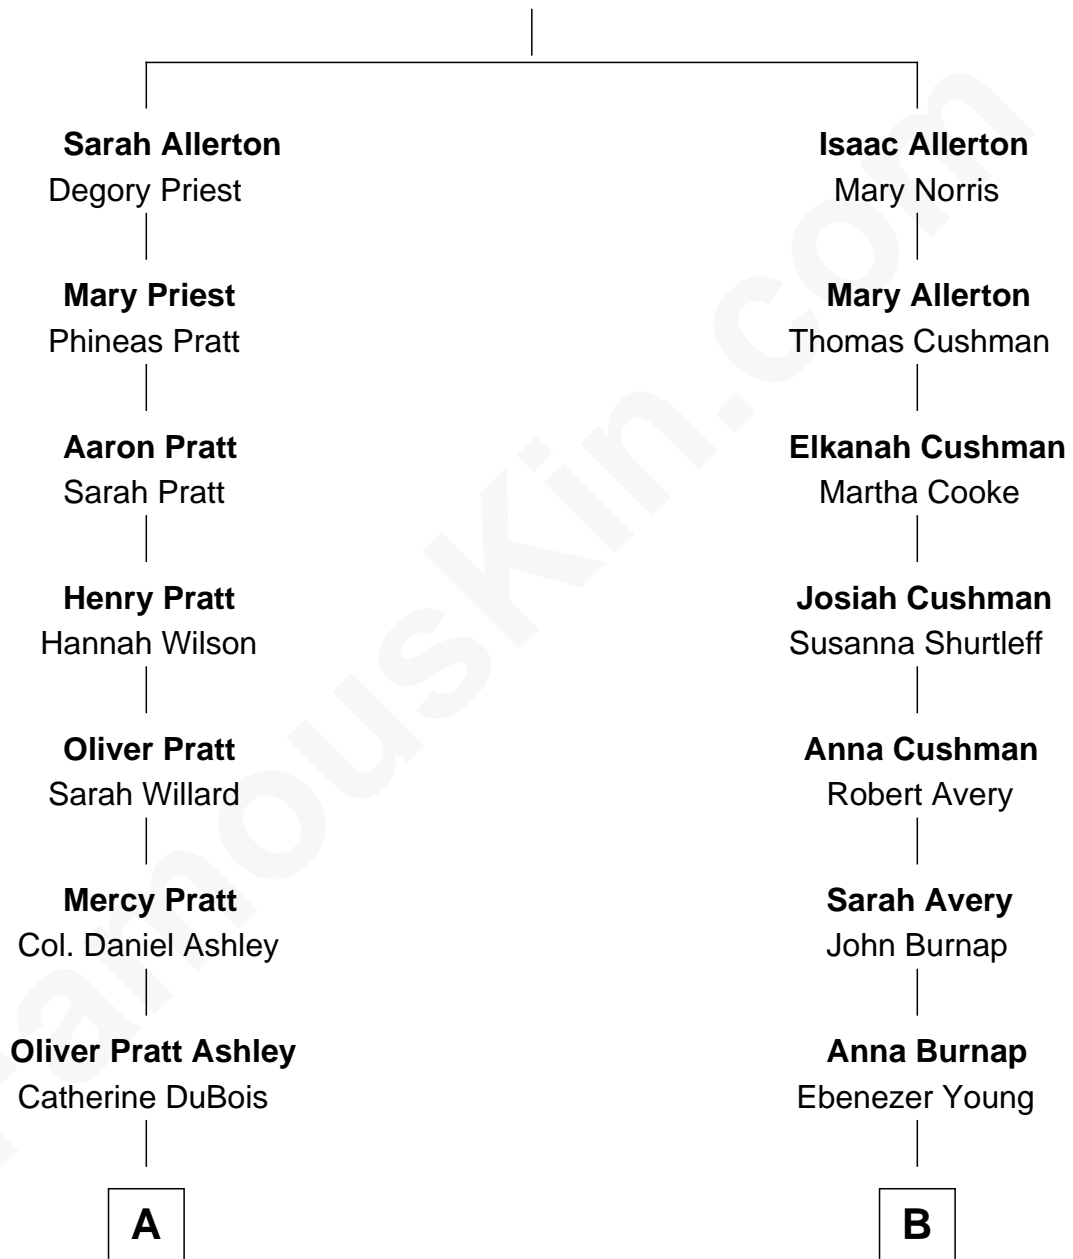 Sarah Allerton
Degory Priest
Mary Priest
Phineas Pratt
Aaron Pratt
Sarah Pratt
Henry Pratt
Hannah Wilson
Oliver Pratt
Sarah Willard
Mercy Pratt
Col. Daniel Ashley
Oliver Pratt Ashley
Catherine DuBois
A
Isaac Allerton
Mary Norris
Mary Allerton
Thomas Cushman
Elkanah Cushman
Martha Cooke
Josiah Cushman
Susanna Shurtleff
Anna Cushman
Robert Avery
Sarah Avery
John Burnap
Anna Burnap
Ebenezer Young
B
FamousKin.com